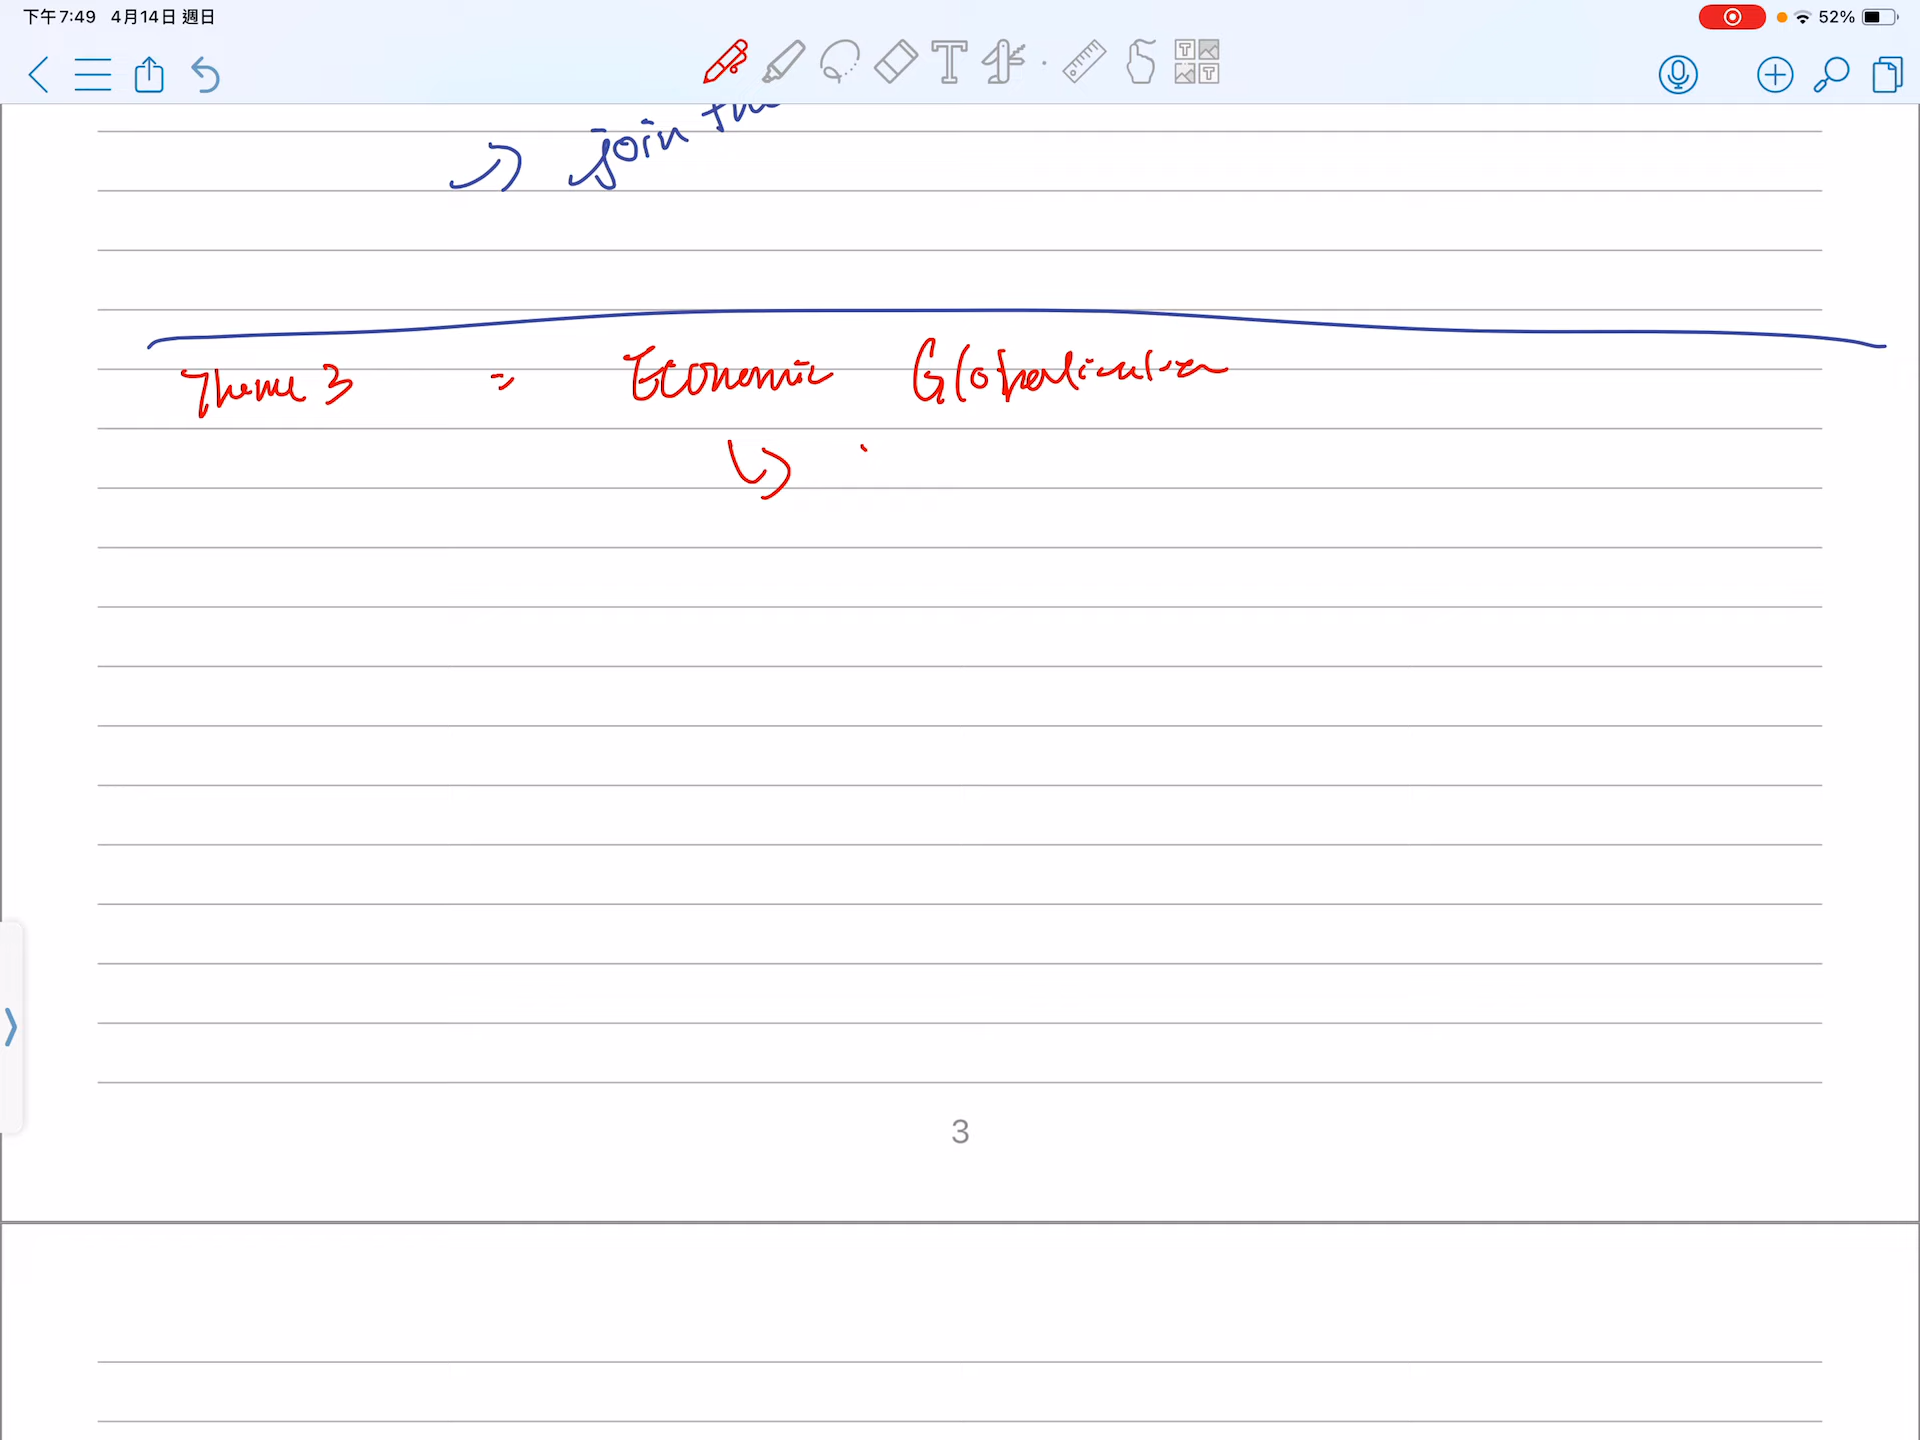 下午7:49 4月14日 週日
52%
join the
Theme 3 = Economic Globalization
3